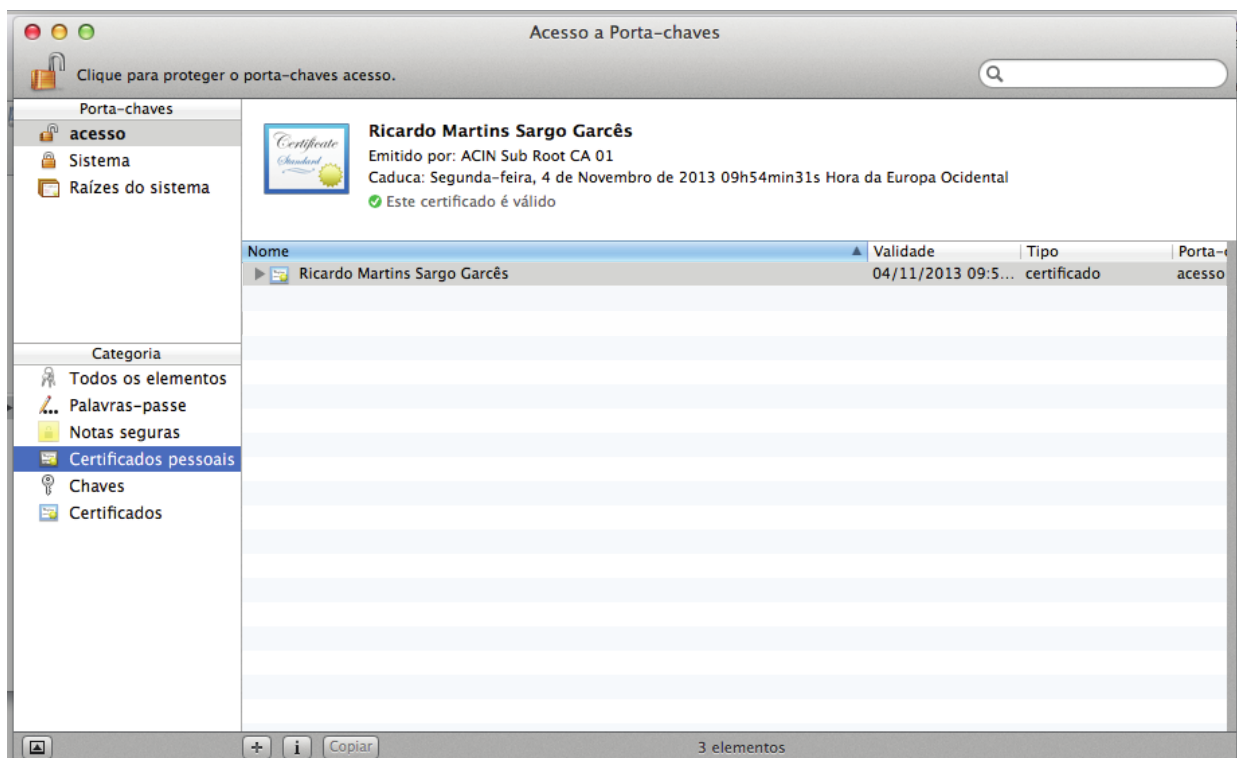 Acesso a Porta-chaves
Clique para proteger o porta-chaves acesso.
Porta-chaves
acesso
Sistema
Raízes do sistema
Certificate
Standard
Ricardo Martins Sargo Garcês
Emitido por: ACIN Sub Root CA 01
Caduca: Segunda-feira, 4 de Novembro de 2013 09h54min31s Hora da Europa Ocidental
Este certificado é válido
Nome Validade Tipo Porta-
Ricardo Martins Sargo Garcês 04/11/2013 09:5... certificado acesso
Categoria
Todos os elementos
Palavras-passe
Notas seguras
Certificados pessoais
Chaves
Certificados
+ i Copiar 3 elementos